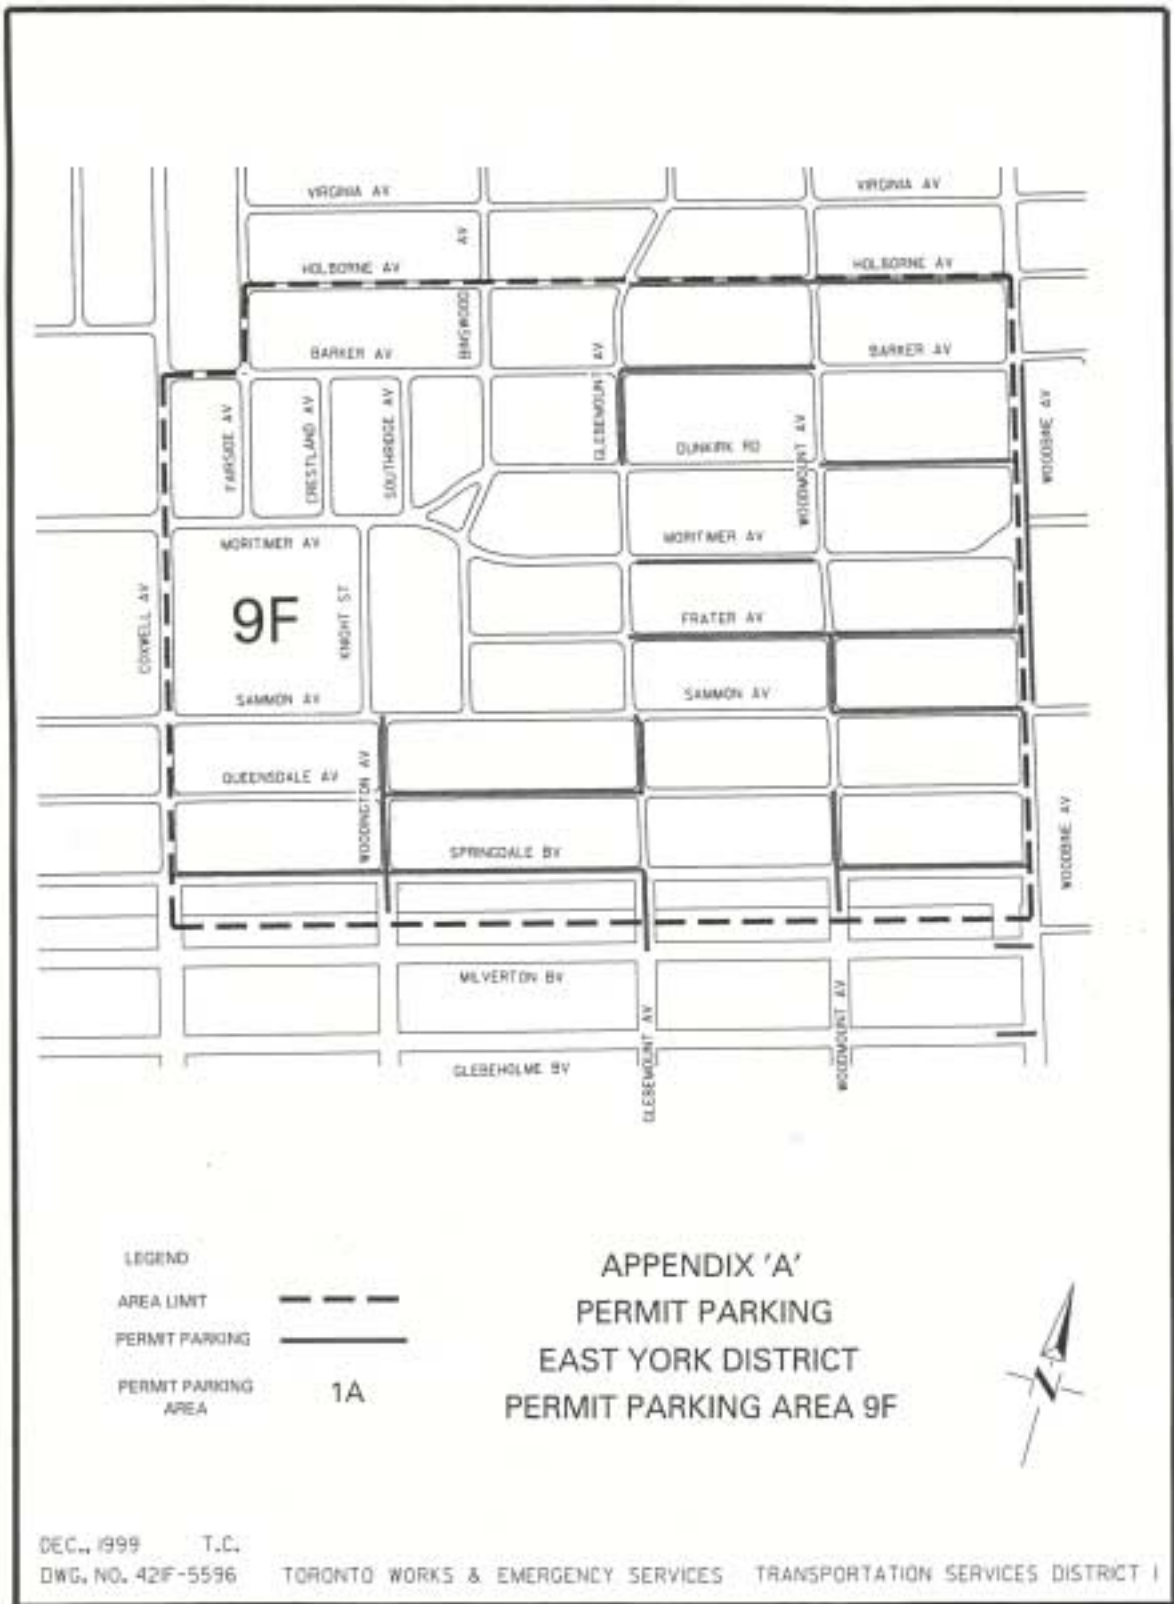 VIRGINIA AV
VIRGINIA AV
AV
HOLBORNE AV
HOLBORNE AV
BINSWOOD
BARKER AV
BARKER AV
GLEBEMOUNT AV
FAIRSIDE AV
CRESTLAND AV
SOUTHRIDGE AV
DUNKIRK RD
WOODMOUNT AV
WOODBINE AV
MORITIMER AV
MORITIMER AV
COXWELL AV
9F
KNIGHT ST
FRATER AV
SAMMON AV
SAMMON AV
QUEENSDALE AV
WOODINGTON AV
SPRINGDALE BV
WOODBINE AV
MILVERTON BV
GLEBEMOUNT AV
WOODMOUNT AV
GLEBEHOLME BV
LEGEND
AREA LIMIT
PERMIT PARKING
PERMIT PARKING
AREA
1A
APPENDIX 'A'
PERMIT PARKING
EAST YORK DISTRICT
PERMIT PARKING AREA 9F
N
DEC., 1999 T.C.
DWG. NO. 421F-5596 TORONTO WORKS & EMERGENCY SERVICES TRANSPORTATION SERVICES DISTRICT 1